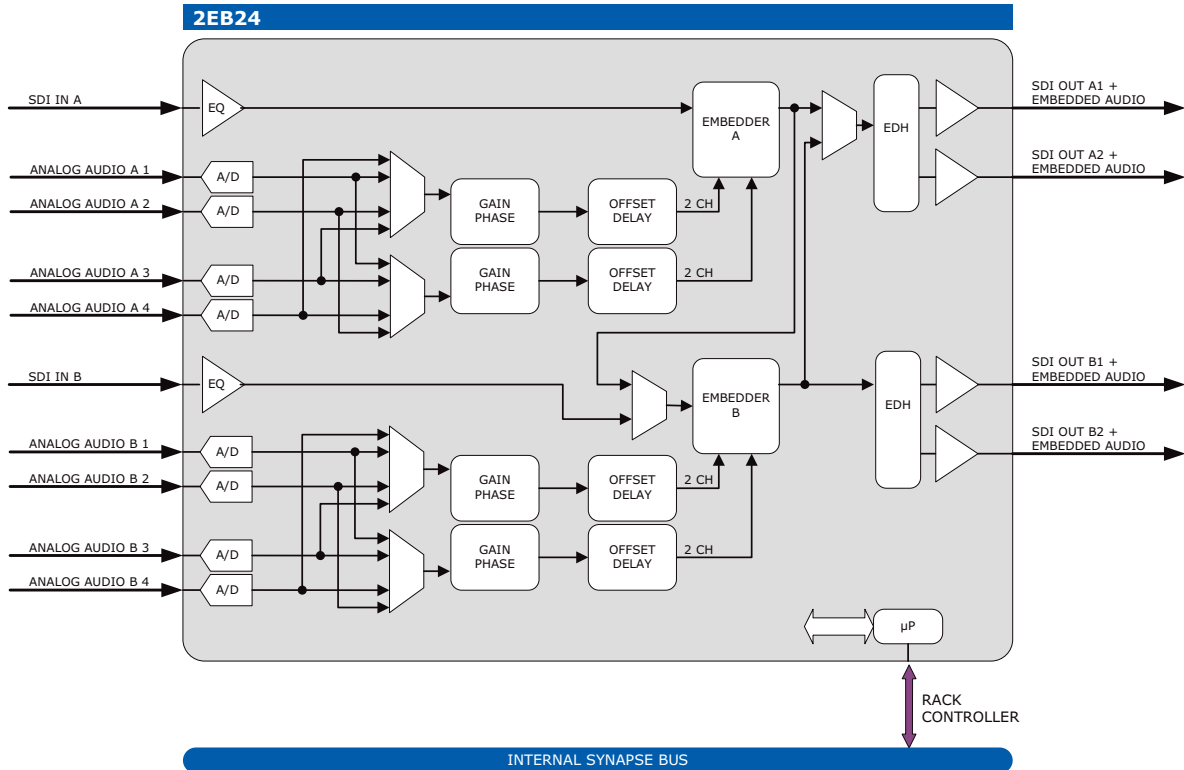 2EB24
SDI IN A
EQ
EMBEDDER
A
EDH
SDI OUT A1 +
EMBEDDED AUDIO
SDI OUT A2 +
EMBEDDED AUDIO
ANALOG AUDIO A 1
A/D
ANALOG AUDIO A 2
A/D
GAIN
PHASE
OFFSET
DELAY
2 CH
ANALOG AUDIO A 3
A/D
ANALOG AUDIO A 4
A/D
GAIN
PHASE
OFFSET
DELAY
2 CH
SDI IN B
EQ
EMBEDDER
B
EDH
SDI OUT B1 +
EMBEDDED AUDIO
SDI OUT B2 +
EMBEDDED AUDIO
ANALOG AUDIO B 1
A/D
ANALOG AUDIO B 2
A/D
GAIN
PHASE
OFFSET
DELAY
2 CH
ANALOG AUDIO B 3
A/D
ANALOG AUDIO B 4
A/D
GAIN
PHASE
OFFSET
DELAY
2 CH
µP
RACK
CONTROLLER
INTERNAL SYNAPSE BUS